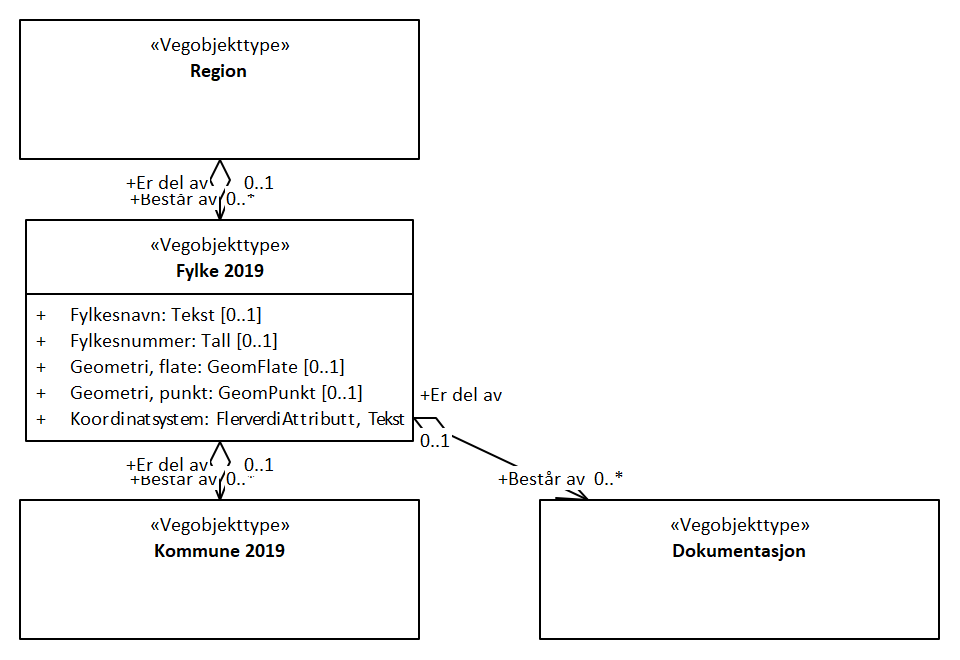 «Vegobjekttype»
Region
+Er del av 0..1
+Består av 0..*
«Vegobjekttype»
Fylke 2019
+ Fylkesnavn: Tekst [0..1]
+ Fylkesnummer: Tall [0..1]
+ Geometri, flate: GeomFlate [0..1]
+ Geometri, punkt: GeomPunkt [0..1]
+ Koordinatsystem: FlerverdiAttributt, Tekst
+Er del av
0..1
+Er del av 0..1
+Består av 0..*
+Består av 0..*
«Vegobjekttype»
Kommune 2019
«Vegobjekttype»
Dokumentasjon